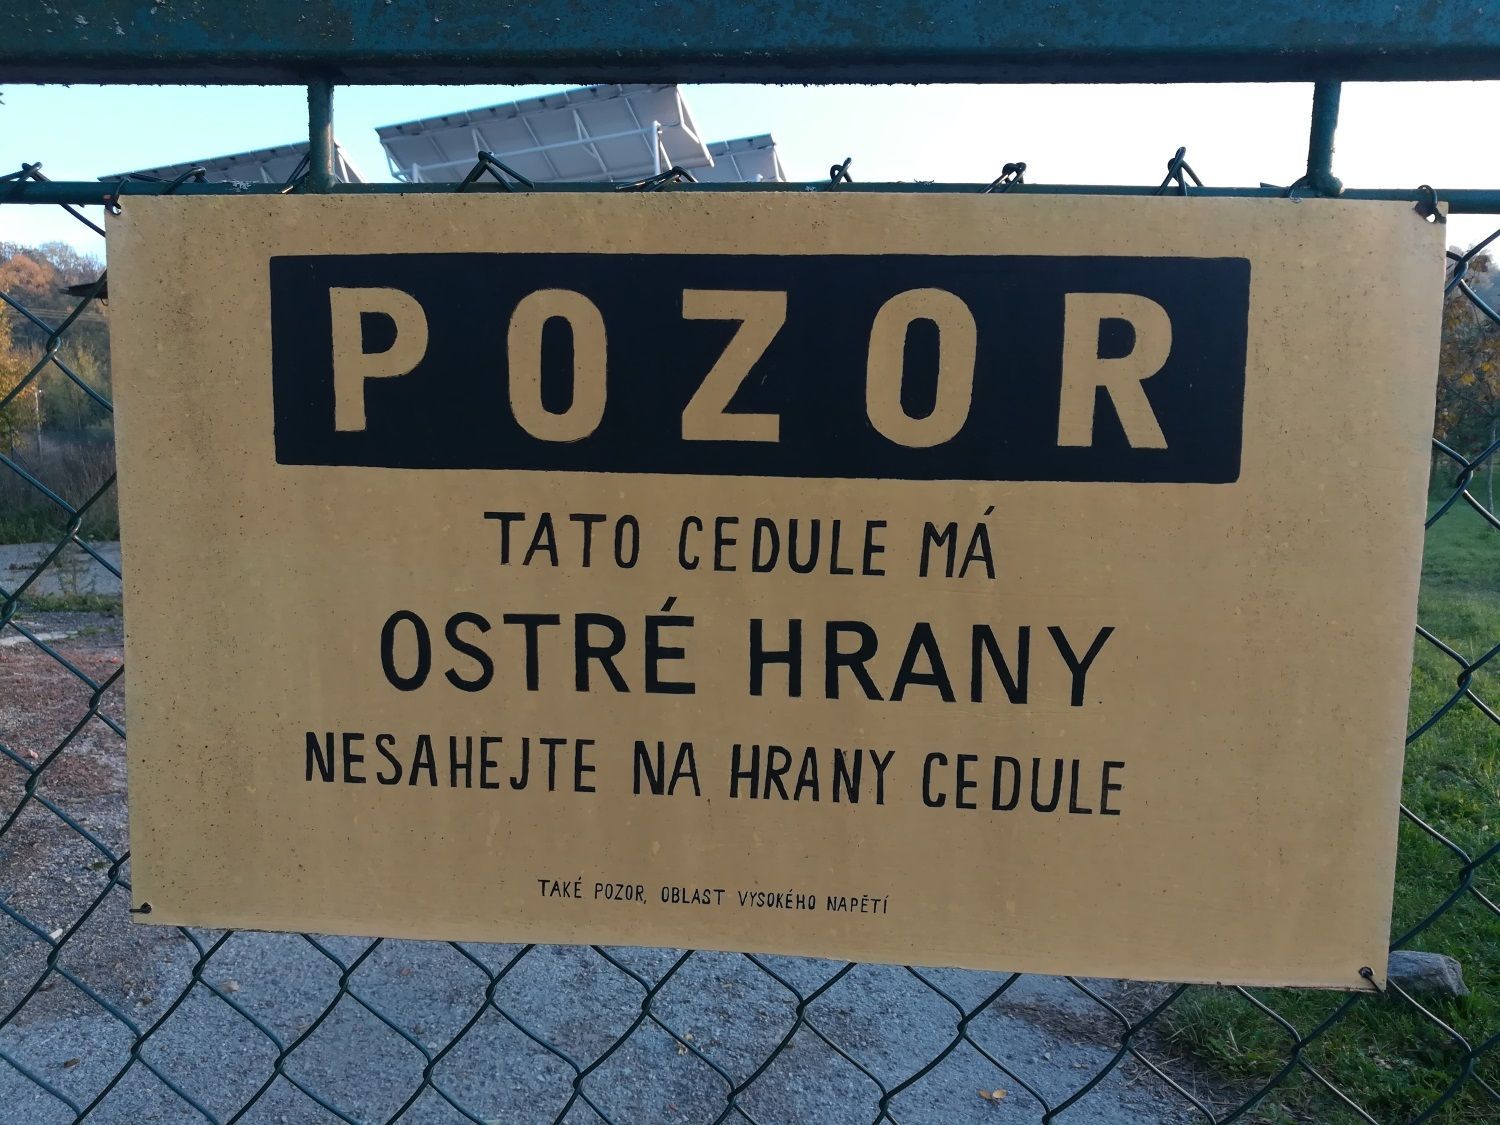 POZOR
TATO CEDULE MÁ
OSTRÉ HRANY
NESAHEJTE NA HRANY CEDULE
TAKÉ POZOR, OBLAST VYSOKÉHO NAPĚTÍ